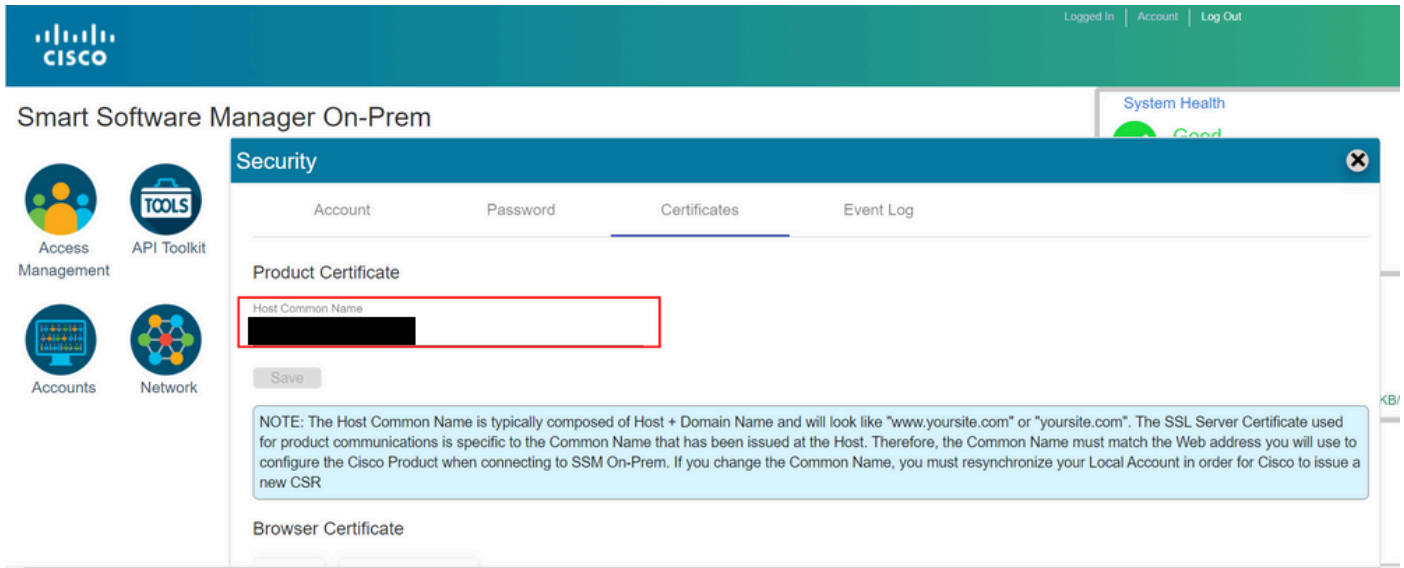 Logged In | Account | Log Out
CISCO
Smart Software Manager On-Prem
System Health
Good
Security
Account Password Certificates Event Log
TOOLS
Access Management
API Toolkit
Product Certificate
Host Common Name
Accounts
Network
Save
KB/
NOTE: The Host Common Name is typically composed of Host + Domain Name and will look like "www.yoursite.com" or "yoursite.com". The SSL Server Certificate used
for product communications is specific to the Common Name that has been issued at the Host. Therefore, the Common Name must match the Web address you will use to
configure the Cisco Product when connecting to SSM On-Prem. If you change the Common Name, you must resynchronize your Local Account in order for Cisco to issue a
new CSR
Browser Certificate